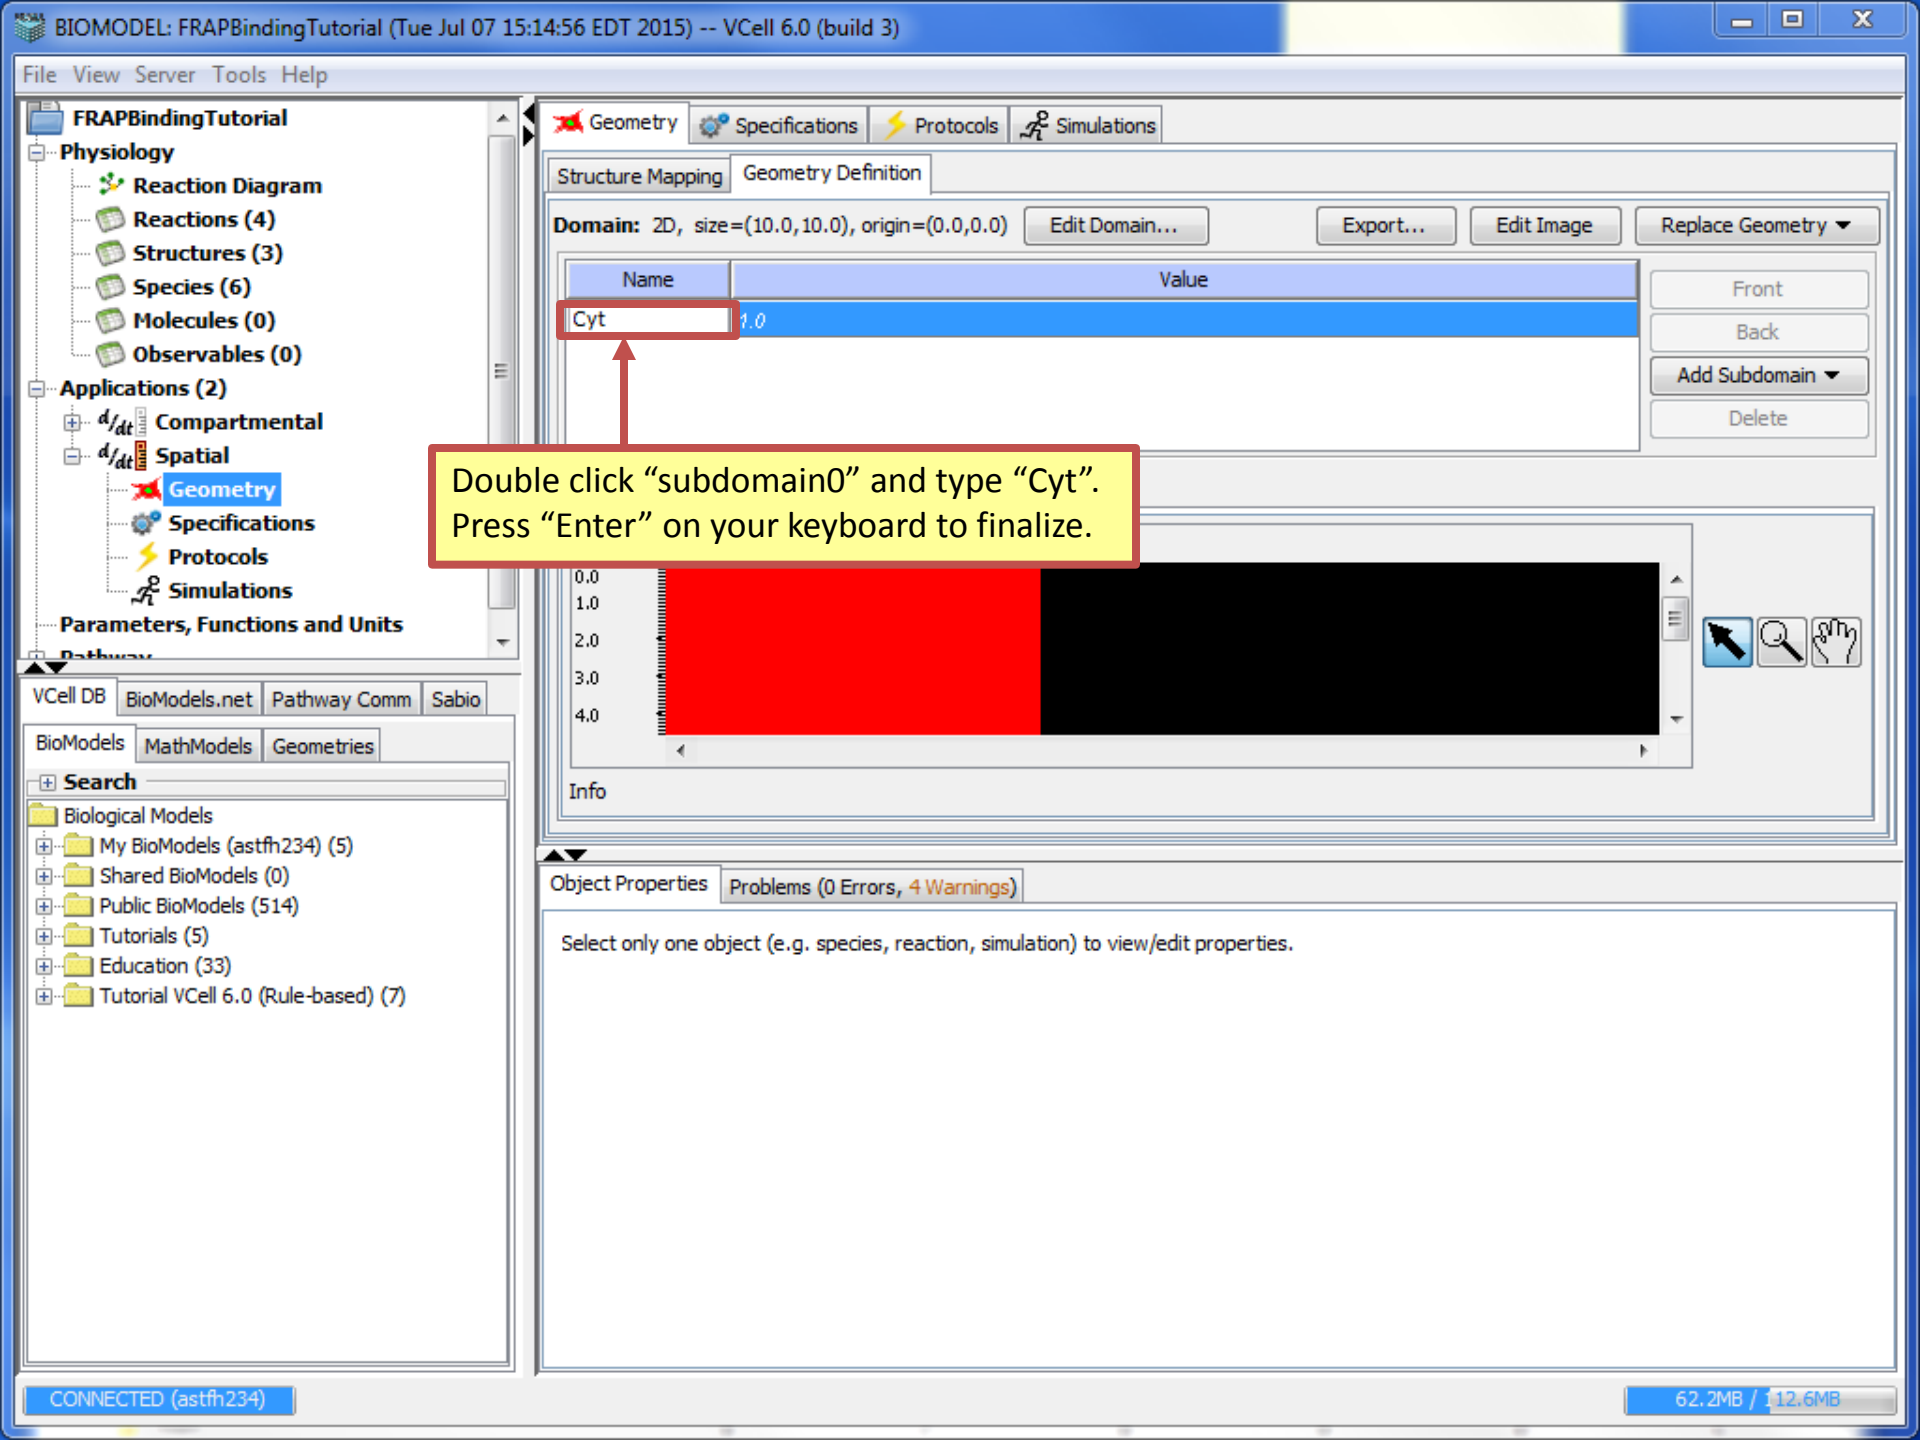 BIOMODEL: FRAPBindingTutorial (Tue Jul 07 15:14:56 EDT 2015) -- VCell 6.0 (build 3)
File View Server Tools Help
FRAPBindingTutorial
Physiology
Reaction Diagram
Reactions (4)
Structures (3)
Species (6)
Molecules (0)
Observables (0)
Applications (2)
d/dt Compartmental
d/dt Spatial
Geometry
Specifications
Protocols
Simulations
Parameters, Functions and Units
Pathway
VCell DB BioModels.net Pathway Comm Sabio
BioModels MathModels Geometries
Search
Biological Models
My BioModels (astfh234) (5)
Shared BioModels (0)
Public BioModels (514)
Tutorials (5)
Education (33)
Tutorial VCell 6.0 (Rule-based) (7)
Geometry Specifications Protocols Simulations
Structure Mapping Geometry Definition
Domain: 2D, size=(10.0,10.0), origin=(0.0,0.0) Edit Domain... Export... Edit Image Replace Geometry
Name Value
Cyt 1.0
Front
Back
Add Subdomain
Delete
Double click “subdomain0” and type “Cyt”.
Press “Enter” on your keyboard to finalize.
0.0
1.0
2.0
3.0
4.0
Info
Object Properties Problems (0 Errors, 4 Warnings)
Select only one object (e.g. species, reaction, simulation) to view/edit properties.
CONNECTED (astfh234) 62.2MB / 112.6MB